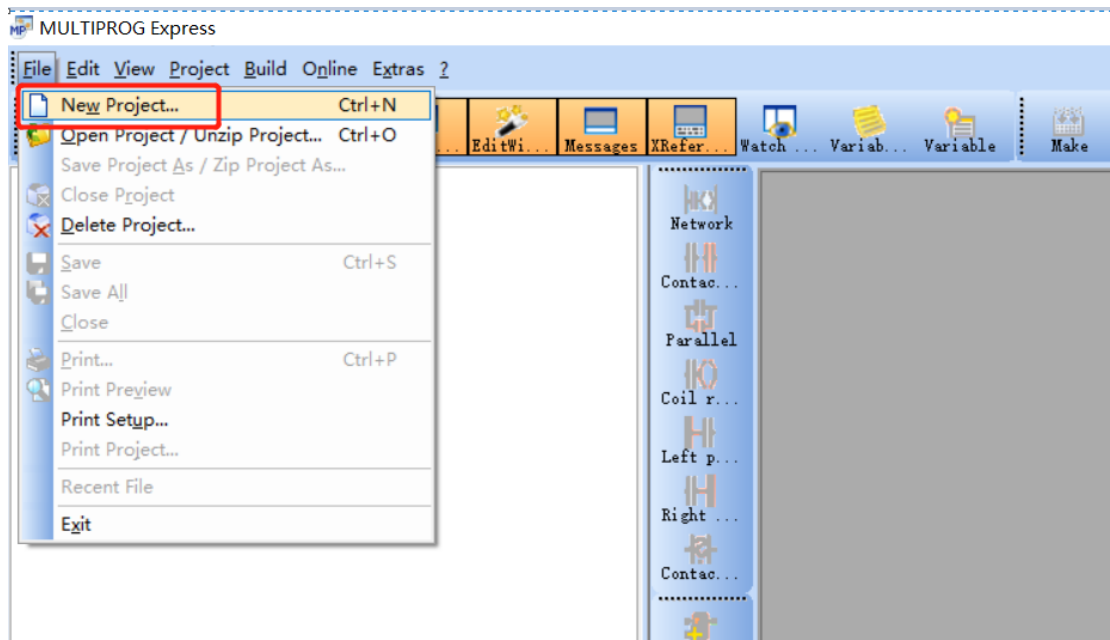 MULTIPROG Express
File Edit View Project Build Online Extras ?
New Project... Ctrl+N
Open Project / Unzip Project... Ctrl+O
Save Project As / Zip Project As...
Close Project
Delete Project...
Save Ctrl+S
Save All
Close
Print... Ctrl+P
Print Preview
Print Setup...
Print Project...
Recent File
Exit
... EditWi... Messages XRefer... Watch ... Variab... Variable Make
Network
Contac...
Parallel
Coil r...
Left p...
Right ...
Contac...